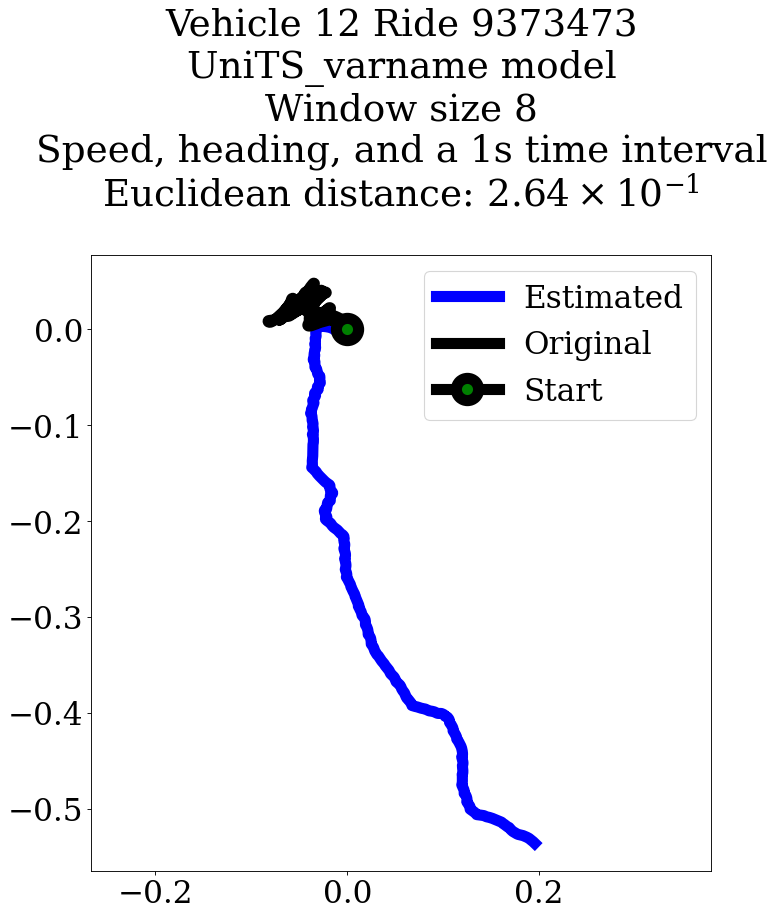 Vehicle 12 Ride 9373473
UniTS_varname model
Window size 8
Speed, heading, and a 1s time interval
Euclidean distance: 2.64 × 10⁻¹
Estimated
Original
Start
0.0
−0.1
−0.2
−0.3
−0.4
−0.5
−0.2 0.0 0.2